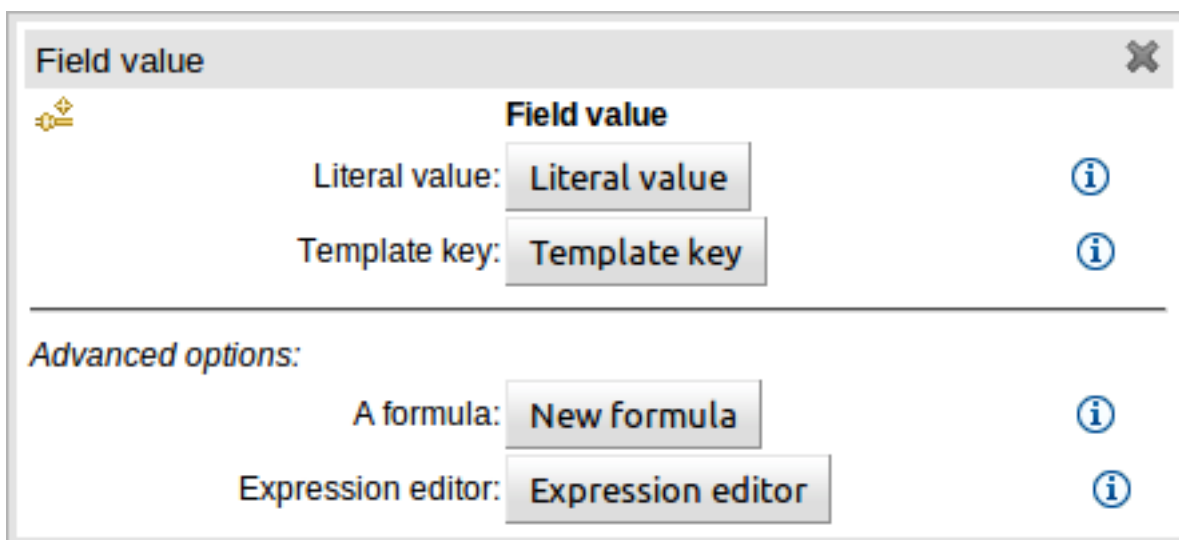 Field value
Field value
Literal value: Literal value
Template key: Template key
Advanced options:
A formula: New formula
Expression editor: Expression editor